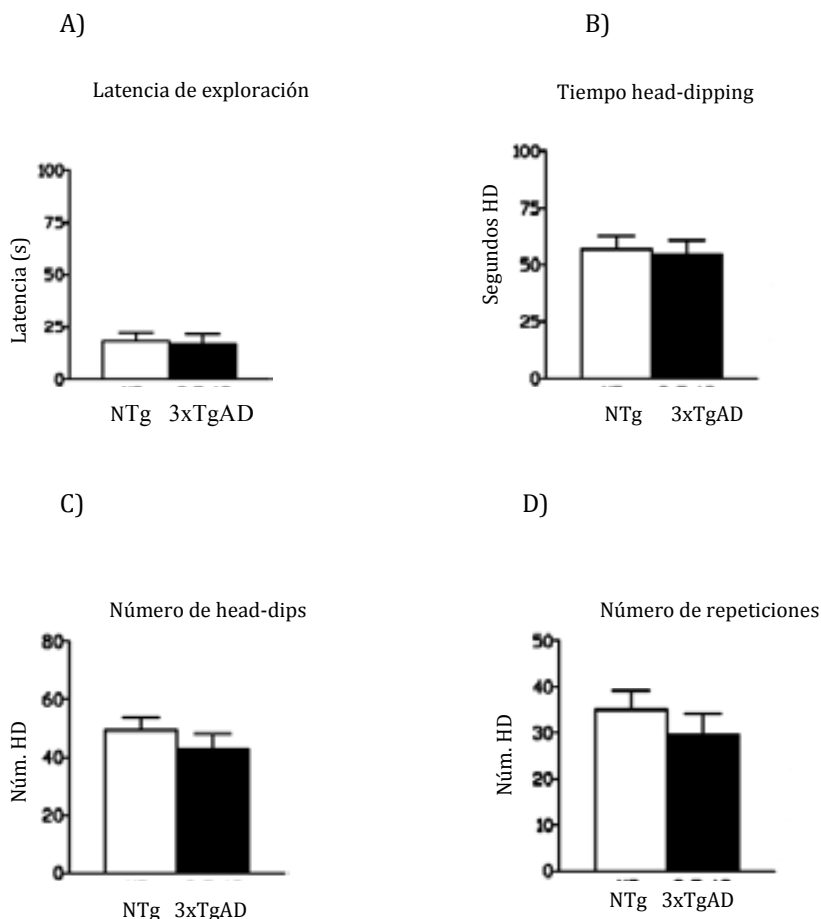 A)
Latencia de exploración
100
75
50
25
0
Latencia (s)
NTg 3xTgAD
B)
Tiempo head-dipping
100
75
50
25
0
Segundos HD
NTg 3xTgAD
C)
Número de head-dips
80
60
40
20
0
Núm. HD
NTg 3xTgAD
D)
Número de repeticiones
50
40
30
20
10
0
Núm. HD
NTg 3xTgAD